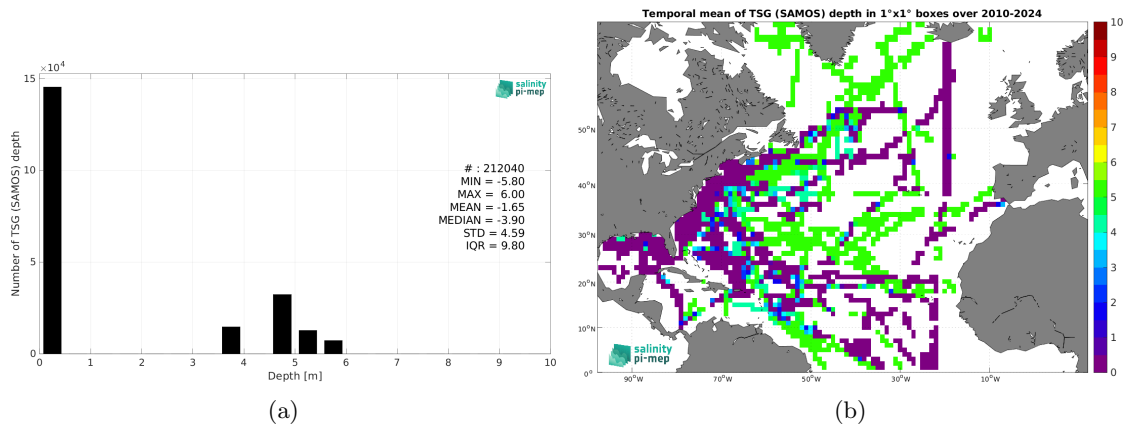 ×10⁴
15
10
5
0
Number of TSG (SAMOS) depth
salinity
pi-mep
# : 212040
MIN = -5.80
MAX = 6.00
MEAN = -1.65
MEDIAN = -3.90
STD = 4.59
IQR = 9.80
0 1 2 3 4 5 6 7 8 9 10
Depth [m]
(a)
Temporal mean of TSG (SAMOS) depth in 1°x1° boxes over 2010-2024
50°N
40°N
30°N
20°N
10°N
0°
90°W 70°W 50°W 30°W 10°W
salinity
pi-mep
10
9
8
7
6
5
4
3
2
1
0
(b)